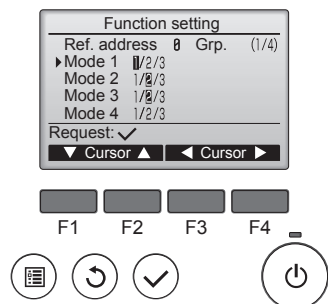 Function setting
Ref. address 0 Grp. (1/4)
Mode 1 1/2/3
Mode 2 1/2/3
Mode 3 1/2/3
Mode 4 1/2/3
Request: ✓
▼ Cursor ▲ ◀ Cursor ▶
F1 F2 F3 F4